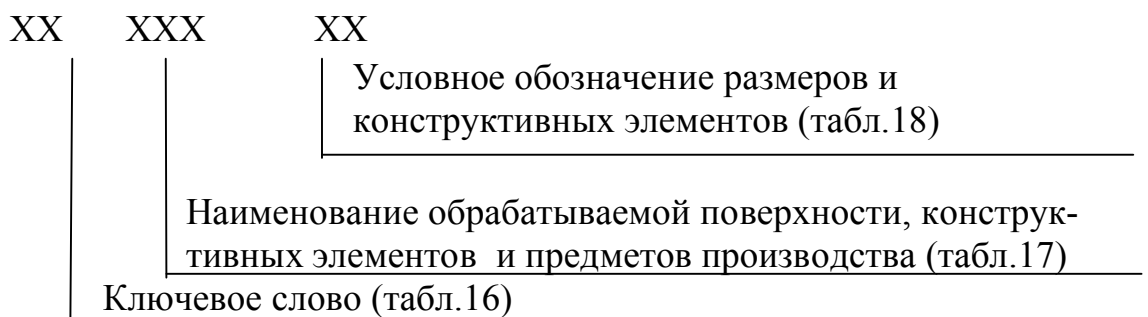 XX XXX XX
Условное обозначение размеров и
конструктивных элементов (табл.18)
Наименование обрабатываемой поверхности, конструк-
тивных элементов и предметов производства (табл.17)
Ключевое слово (табл.16)